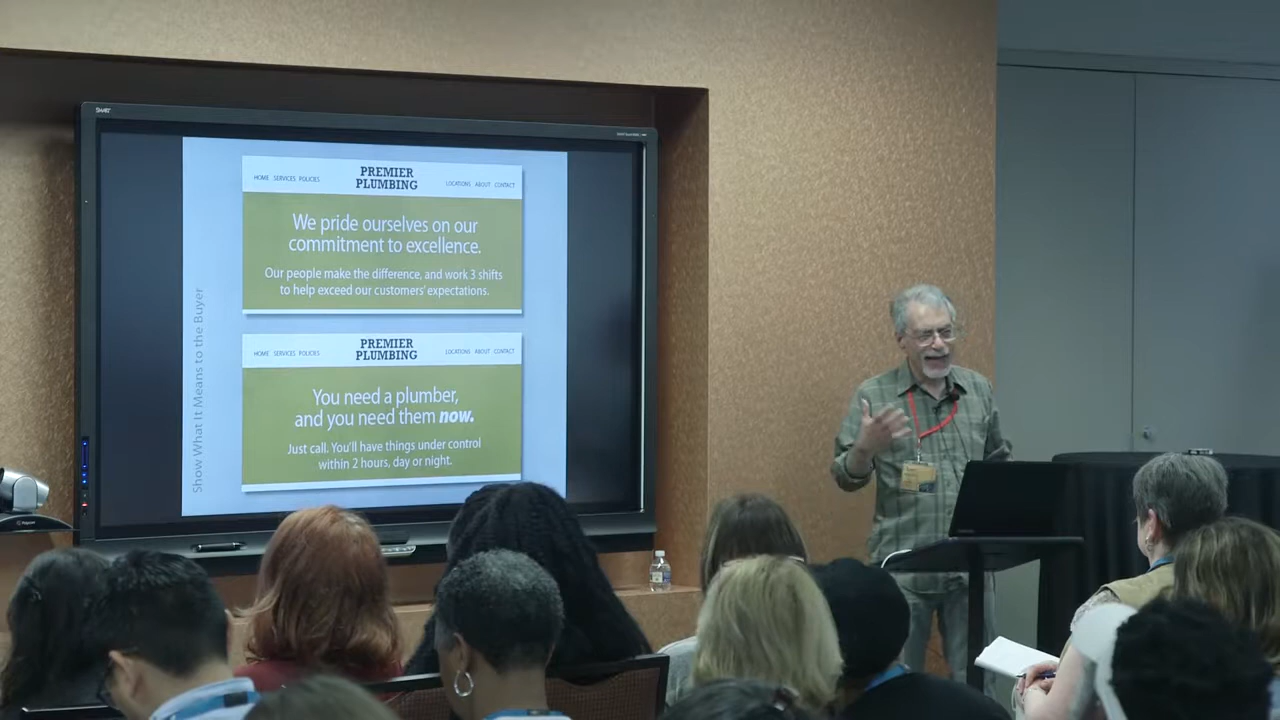 SMART
HOME SERVICES POLICIES
PREMIER
PLUMBING
LOCATIONS ABOUT CONTACT
We pride ourselves on our
commitment to excellence.
Our people make the difference, and work 3 shifts
to help exceed our customers' expectations.
Show What It Means to the Buyer
HOME SERVICES POLICIES
PREMIER
PLUMBING
LOCATIONS ABOUT CONTACT
You need a plumber,
and you need them now.
Just call. You'll have things under control
within 2 hours, day or night.